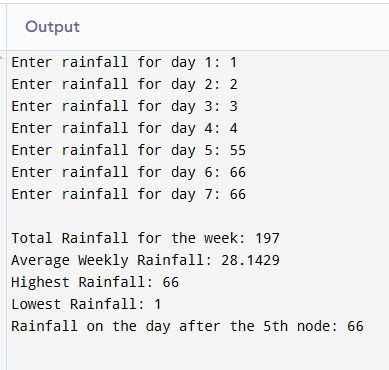 Output
Enter rainfall for day 1: 1
Enter rainfall for day 2: 2
Enter rainfall for day 3: 3
Enter rainfall for day 4: 4
Enter rainfall for day 5: 55
Enter rainfall for day 6: 66
Enter rainfall for day 7: 66
Total Rainfall for the week: 197
Average Weekly Rainfall: 28.1429
Highest Rainfall: 66
Lowest Rainfall: 1
Rainfall on the day after the 5th node: 66